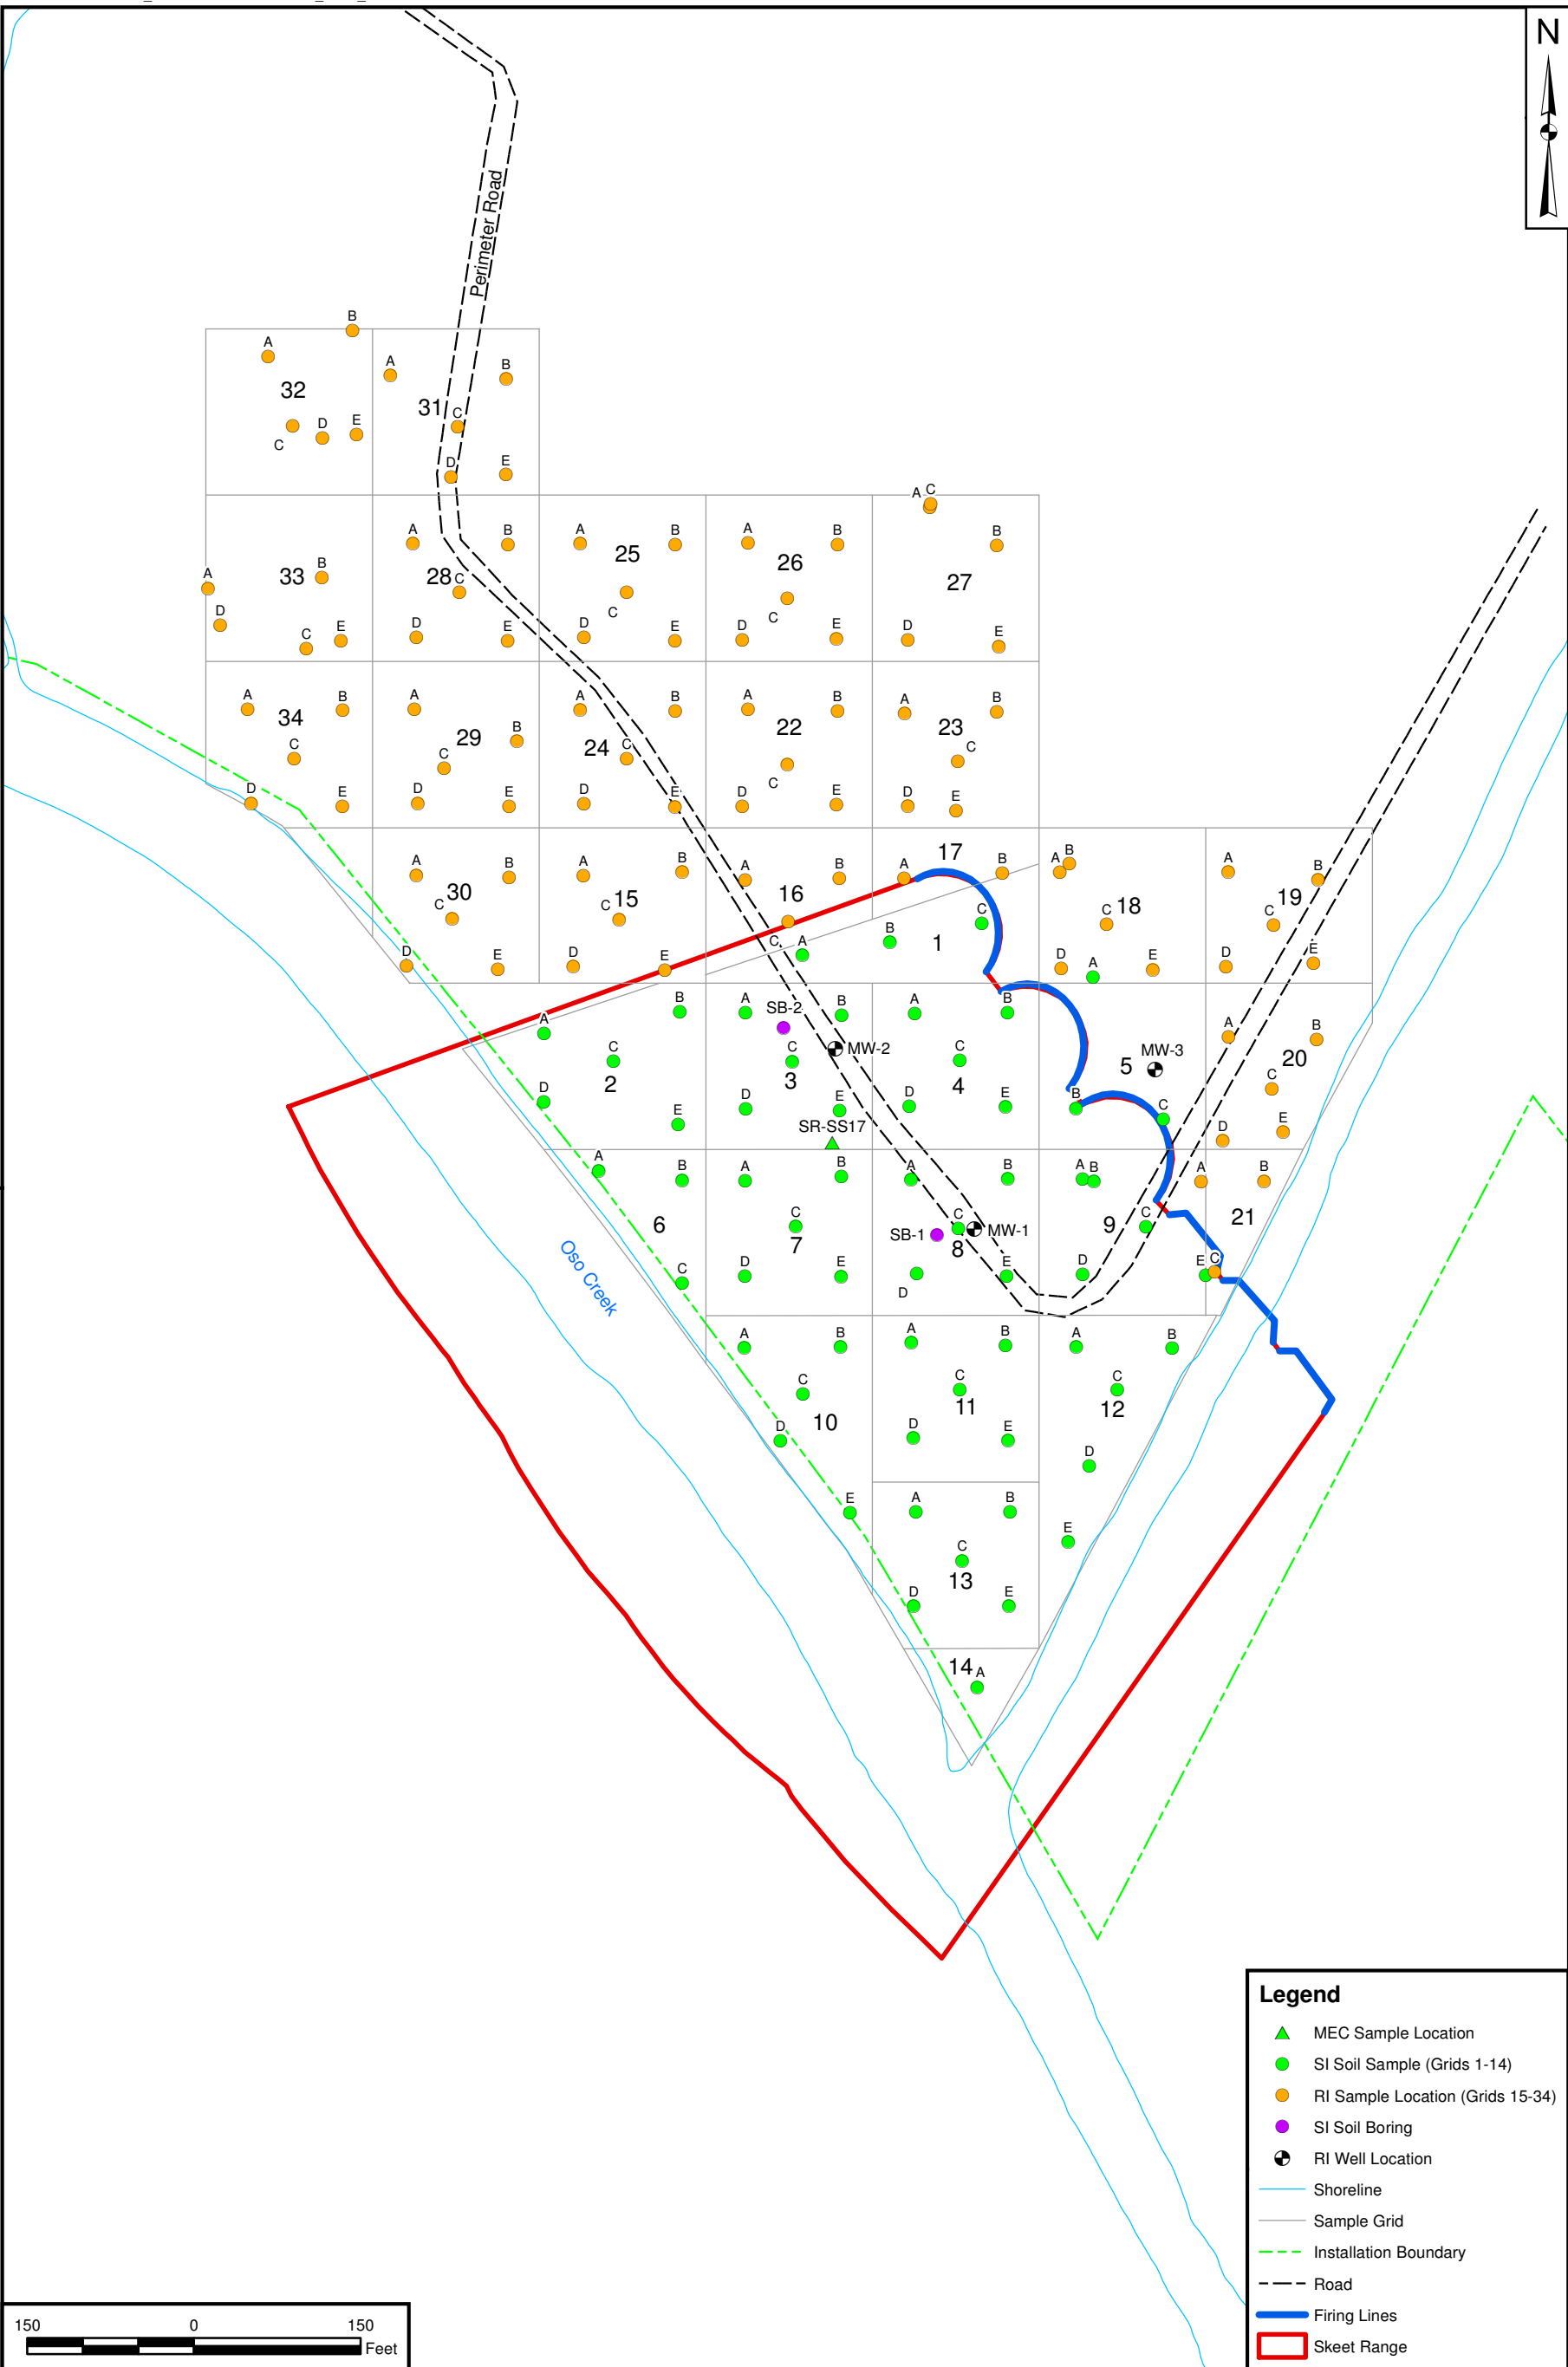 N
Perimeter Road
B
A
32
C
D
E
A
B
31
C
D
E
A
33
B
D
C
E
A
B
28
C
D
E
A
25
B
C
D
E
A
26
B
C
D
E
A
C
B
27
D
E
A
B
34
C
D
E
A
29
B
C
D
E
A
B
24
C
D
E
A
22
B
C
D
E
A
B
23
C
D
E
A
B
30
C
D
E
A
B
15
C
D
E
A
B
16
C
A
17
B
A
B
C
18
D
E
A
B
C
19
D
E
A
B
C
1
A
B
A
C
2
D
E
A
SB-2
B
C
MW-2
3
D
E
SR-SS17
A
B
C
4
D
E
A
5
MW-3
B
C
A
B
20
C
D
E
A
B
6
C
A
B
C
7
D
E
A
B
C
SB-1
MW-1
8
D
E
A
B
9
C
D
E
A
B
21
C
Oso Creek
A
B
C
10
D
E
A
B
C
11
D
E
A
B
C
12
D
E
A
B
C
13
D
E
14
A
Legend
MEC Sample Location
SI Soil Sample (Grids 1-14)
RI Sample Location (Grids 15-34)
SI Soil Boring
RI Well Location
Shoreline
Sample Grid
Installation Boundary
Road
Firing Lines
Skeet Range
150 0 150
Feet